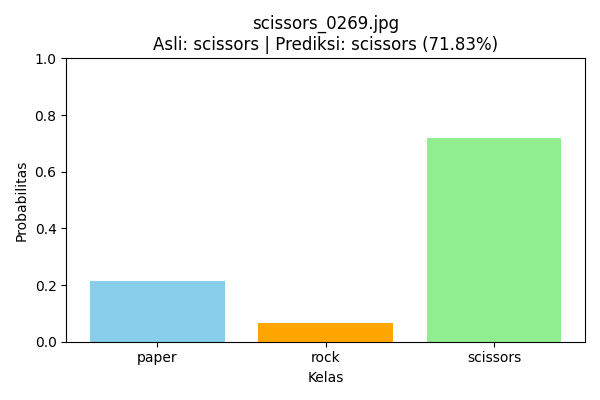 scissors_0269.jpg
Asli: scissors | Prediksi: scissors (71.83%)
1.0
0.8
0.6
0.4
0.2
0.0
Probabilitas
paper rock scissors
Kelas